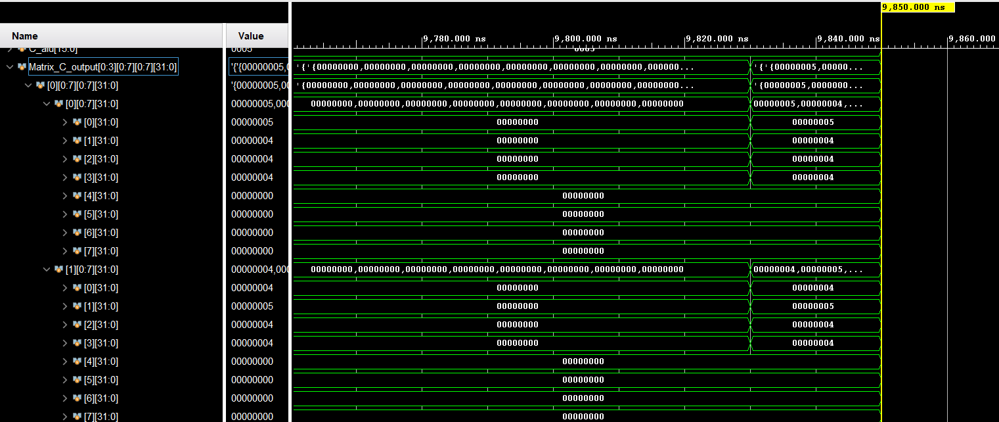 9,850.000 ns
Name Value 9,780.000 ns 9,800.000 ns 9,820.000 ns 9,840.000 ns 9,860.000
0005
Matrix_C_output[0:3][0:7][0:7][31:0] '{'{00000005,0 '{'{00000000,00000000,00000000,00000000,00000000,00000000,00000000,000000... '{'{00000005,00000...
[0][0:7][0:7][31:0] '{00000005,00 '{00000000,00000000,00000000,00000000,00000000,00000000,00000000,00000000... '{00000005,0000000...
[0][0:7][31:0] 00000005,000 00000000,00000000,00000000,00000000,00000000,00000000,00000000,00000000 00000005,00000004,...
[0][31:0] 00000005 00000000 00000005
[1][31:0] 00000004 00000000 00000004
[2][31:0] 00000004 00000000 00000004
[3][31:0] 00000004 00000000 00000004
[4][31:0] 00000000 00000000
[5][31:0] 00000000 00000000
[6][31:0] 00000000 00000000
[7][31:0] 00000000 00000000
[1][0:7][31:0] 00000004,000 00000000,00000000,00000000,00000000,00000000,00000000,00000000,00000000 00000004,00000005,...
[0][31:0] 00000004 00000000 00000004
[1][31:0] 00000005 00000000 00000005
[2][31:0] 00000004 00000000 00000004
[3][31:0] 00000004 00000000 00000004
[4][31:0] 00000000 00000000
[5][31:0] 00000000 00000000
[6][31:0] 00000000 00000000
[7][31:0] 00000000 00000000